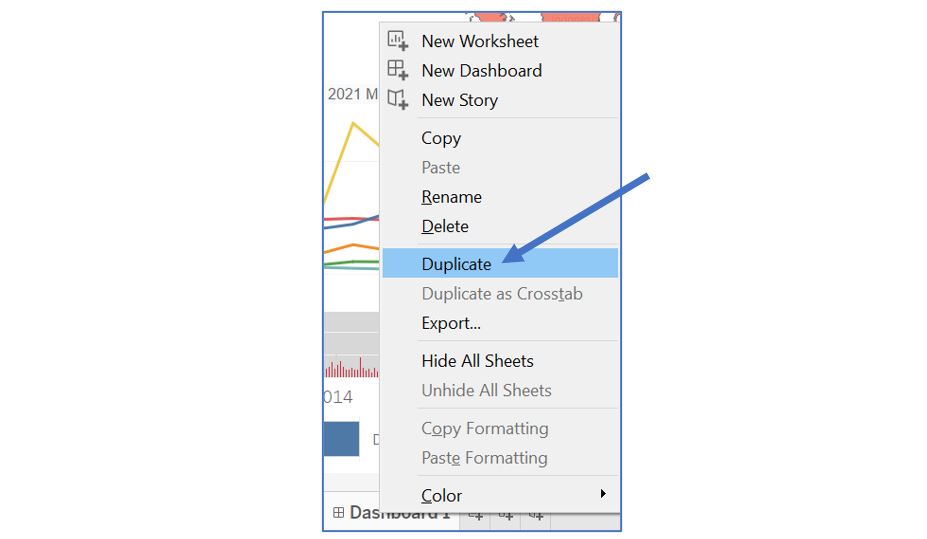 New Worksheet
New Dashboard
2021 M
New Story
Copy
Paste
Rename
Delete
Duplicate
Duplicate as Crosstab
Export...
Hide All Sheets
Unhide All Sheets
014
Copy Formatting
D
Paste Formatting
Color
Dashboard 1